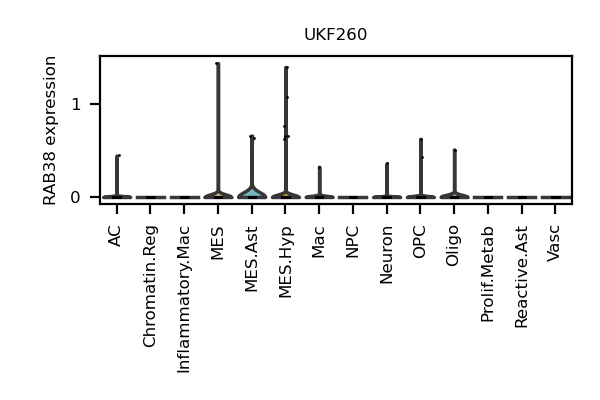 UKF260
RAB38 expression
1
0
AC
Chromatin.Reg
Inflammatory.Mac
MES
MES.Ast
MES.Hyp
Mac
NPC
Neuron
OPC
Oligo
Prolif.Metab
Reactive.Ast
Vasc